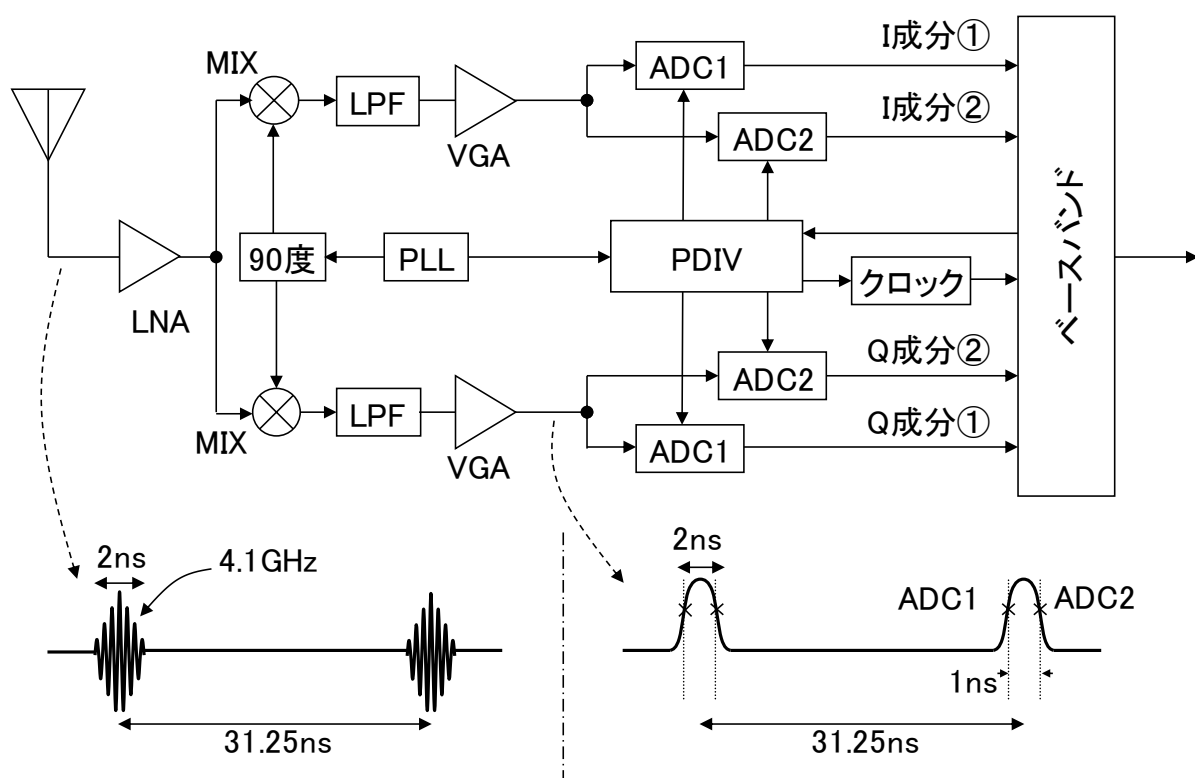 I成分①
MIX
ADC1
LPF
VGA
I成分②
ADC2
ベースバンド
90度
PLL
PDIV
クロック
LNA
Q成分②
ADC2
MIX
LPF
VGA
Q成分①
ADC1
2ns
4.1GHz
31.25ns
2ns
ADC1
ADC2
1ns
31.25ns